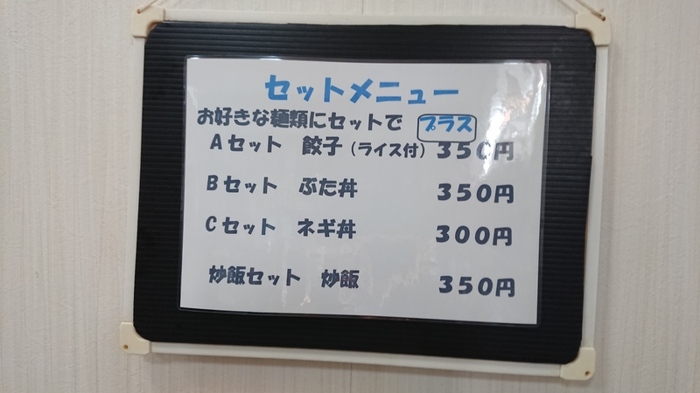 セットメニュー
お好きな麺類にセットで プラス
Aセット 餃子(ライス付) 350円
Bセット ぶた丼 350円
Cセット ネギ丼 300円
炒飯セット 炒飯 350円